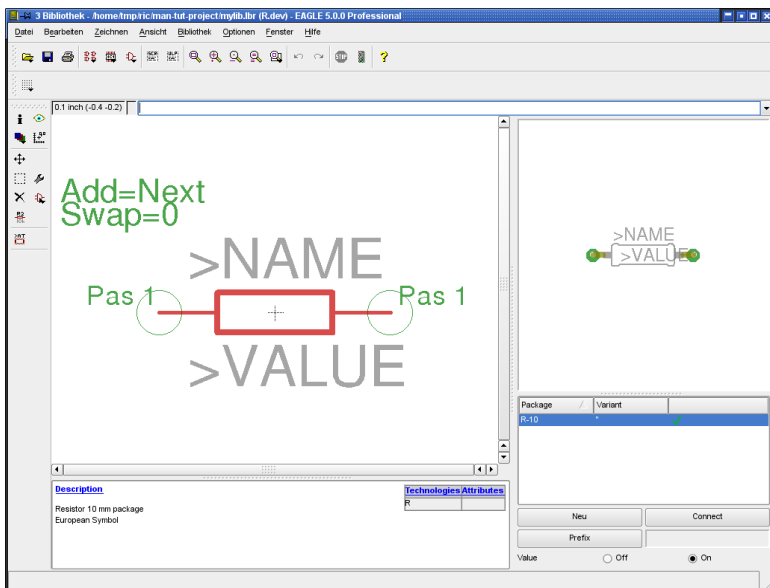 3 Bibliothek - /home/tmp/ric/man-tut-project/mylib.lbr (R.dev) - EAGLE 5.0.0 Professional
Datei Bearbeiten Zeichnen Ansicht Bibliothek Optionen Fenster Hilfe
0.1 inch (-0.4 -0.2)
Add=Next
Swap=0
>NAME
Pas 1
Pas 1
>VALUE
>NAME
>VALUE
Package Variant
R-10 "
Description
Resistor 10 mm package
European Symbol
Technologies Attributes
R
Neu Connect
Prefix
Value Off On